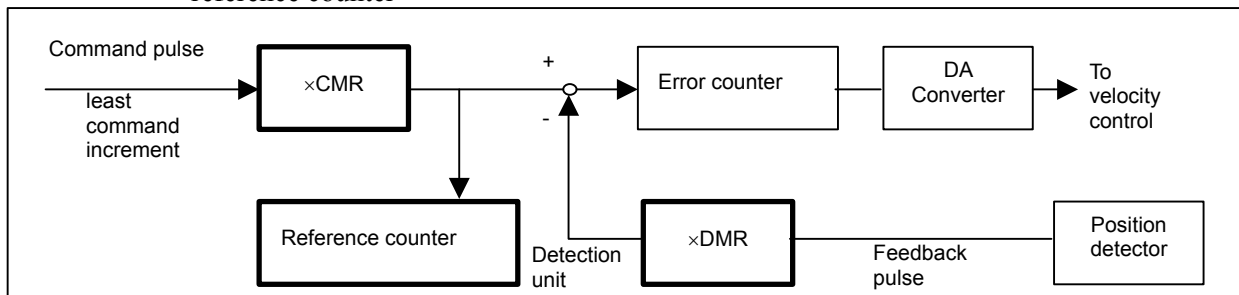 reference counter
Command pulse
least
command
increment
×CMR
+
-
Error counter
DA
Converter
To
velocity
control
Reference counter
Detection
unit
×DMR
Feedback
pulse
Position
detector